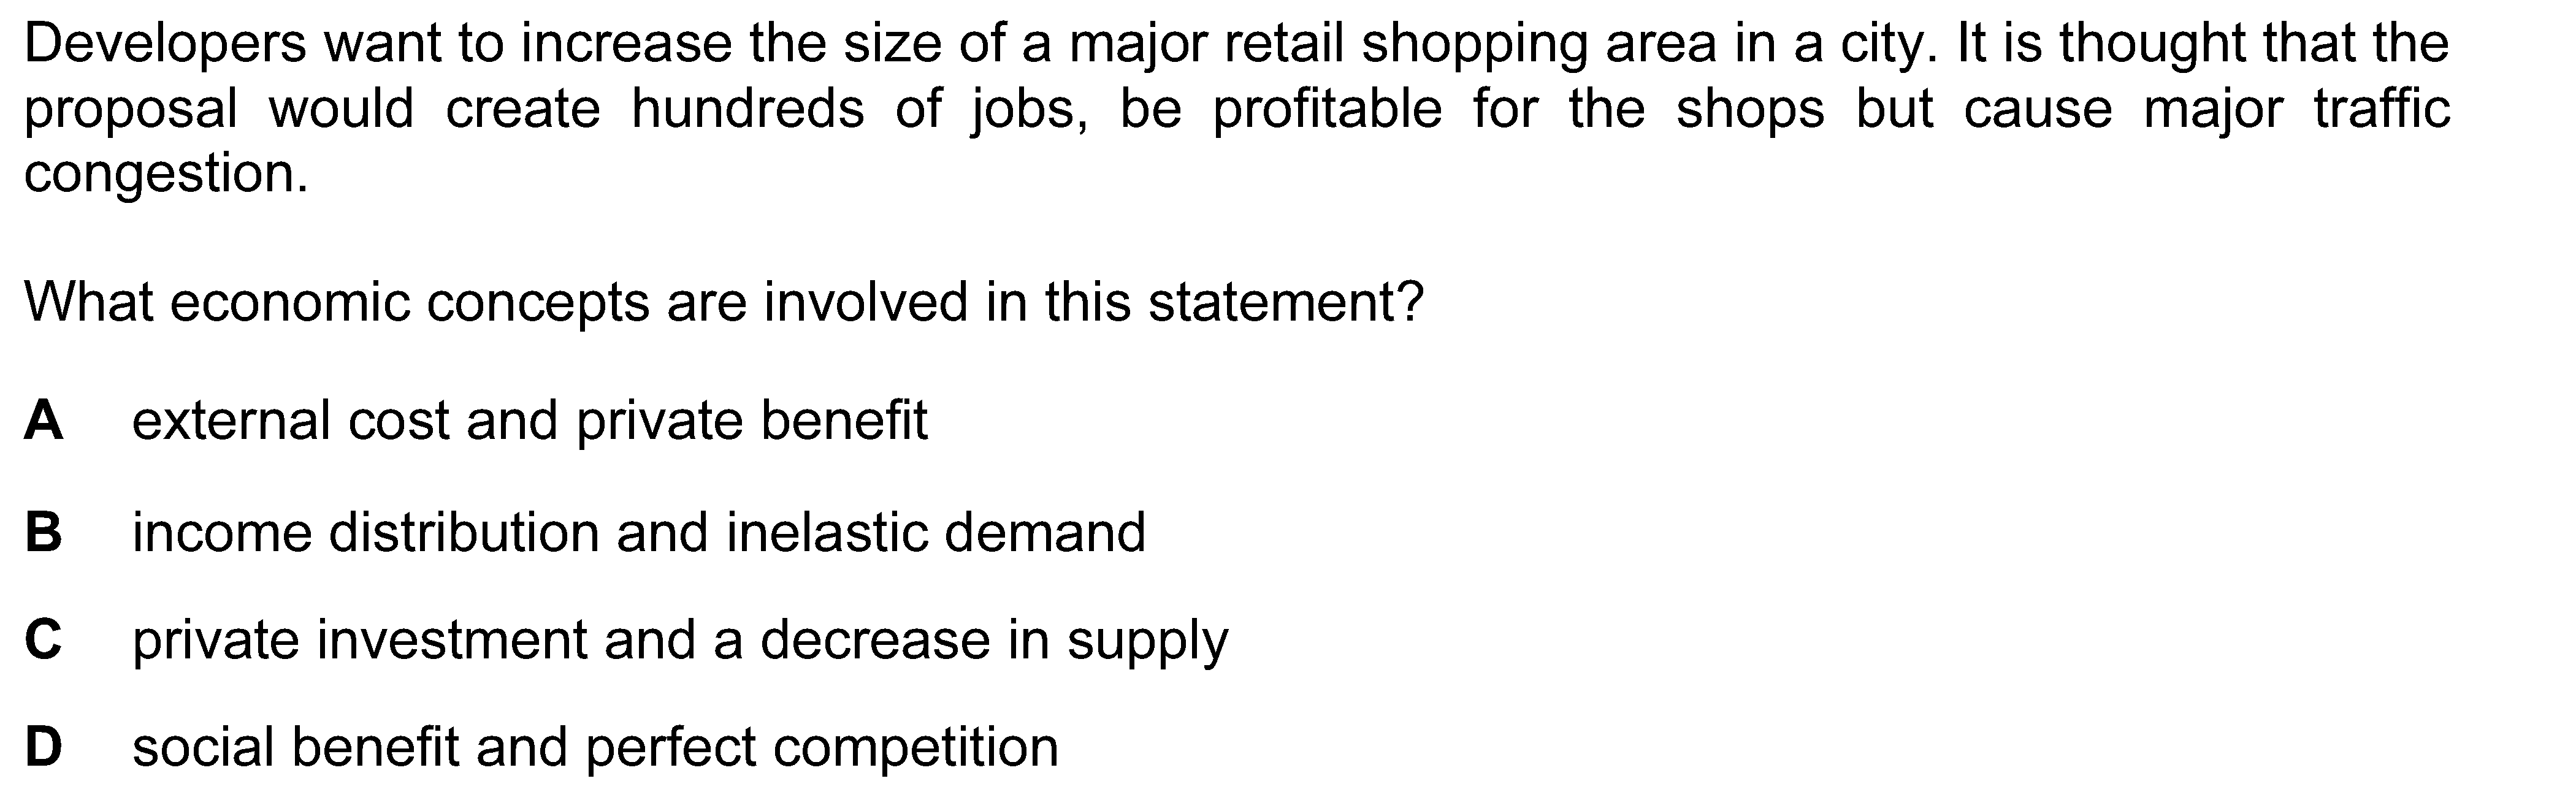 Developers want to increase the size of a major retail shopping area in a city. It is thought that the
proposal would create hundreds of jobs, be profitable for the shops but cause major traffic
congestion.
What economic concepts are involved in this statement?
A external cost and private benefit
B income distribution and inelastic demand
C private investment and a decrease in supply
D social benefit and perfect competition